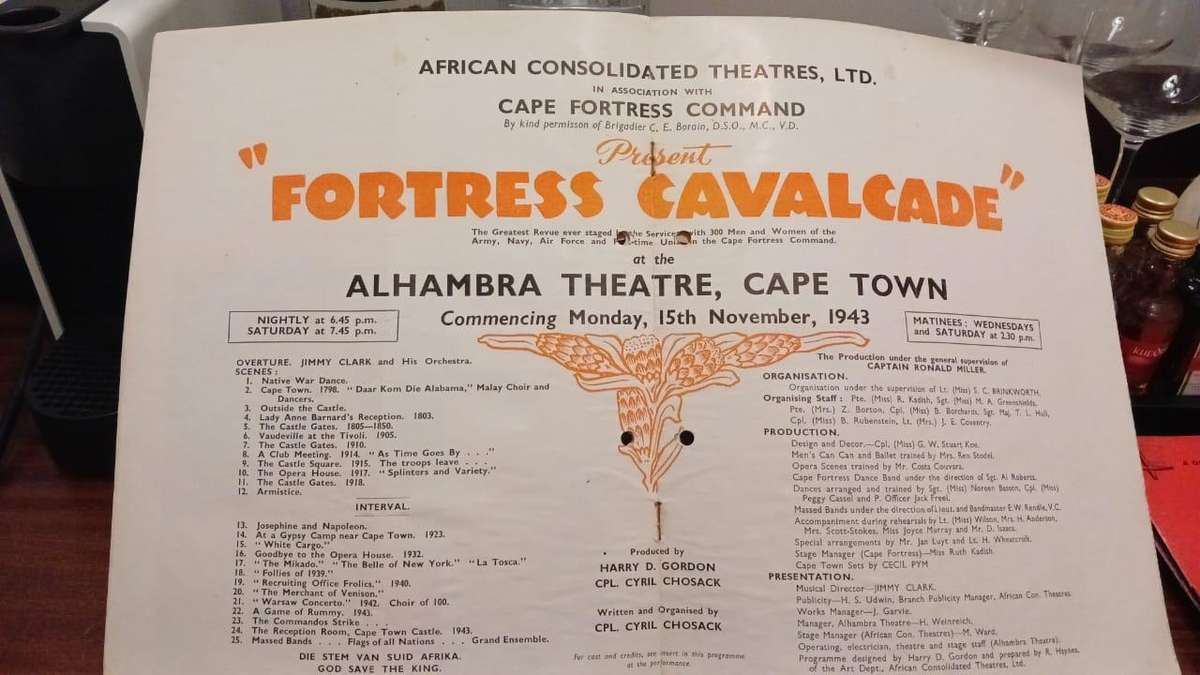 AFRICAN CONSOLIDATED THEATRES, LTD.
IN ASSOCIATION WITH
CAPE FORTRESS COMMAND
By kind permisson of Brigadier C. E. Borain, D.S.O., M.C., V.D.
Present
"FORTRESS CAVALCADE"
The Greatest Revue ever staged by the Services with 300 Men and Women of the
Army, Navy, Air Force and Part-time Units in the Cape Fortress Command.
at the
ALHAMBRA THEATRE, CAPE TOWN
Commencing Monday, 15th November, 1943
NIGHTLY at 6.45 p.m.
SATURDAY at 7.45 p.m.
MATINEES: WEDNESDAYS
and SATURDAY at 2.30 p.m.
OVERTURE. JIMMY CLARK and His Orchestra.
SCENES:
1. Native War Dance.
2. Cape Town. 1798. "Daar Kom Die Alabama," Malay Choir and
Dancers.
3. Outside the Castle.
4. Lady Anne Barnard's Reception. 1803.
5. The Castle Gates. 1805-1850.
6. Vaudeville at the Tivoli. 1905.
7. The Castle Gates. 1910.
8. A Club Meeting. 1914. "As Time Goes By . . ."
9. The Castle Square. 1915. The troops leave . . .
10. The Opera House. 1917. "Splinters and Variety."
11. The Castle Gates. 1918.
12. Armistice.
INTERVAL.
13. Josephine and Napoleon.
14. At a Gypsy Camp near Cape Town. 1923.
15. "White Cargo."
16. Goodbye to the Opera House. 1932.
17. "The Mikado." "The Belle of New York." "La Tosca."
18. "Follies of 1939."
19. "Recruiting Office Frolics." 1940.
20. "The Merchant of Venison."
21. "Warsaw Concerto." 1942. Choir of 100.
22. A Game of Rummy. 1943.
23. The Commandos Strike . . .
24. The Reception Room, Cape Town Castle. 1943.
25. Massed Bands . . . Flags of all Nations . . . Grand Ensemble.
DIE STEM VAN SUID AFRIKA.
GOD SAVE THE KING.
Produced by
HARRY D. GORDON
CPL. CYRIL CHOSACK
Written and Organised by
CPL. CYRIL CHOSACK
For cast and credits, see insert in this programme
at the performance.
The Production under the general supervision of
CAPTAIN RONALD MILLER.
ORGANISATION.
Organisation under the supervision of Lt. (Miss) S. C. BRINKWORTH.
Organising Staff: Pte. (Miss) R. Kadish, Sgt. (Miss) M. A. Greenshields,
Pte. (Mrs.) Z. Borton, Cpl. (Miss) B. Borchards, Sgt. Maj. T. L. Hull,
Cpl. (Miss) B. Rubenstein, Lt. (Mrs.) J. E. Coventry.
PRODUCTION.
Design and Decor.—Cpl. (Miss) G. W. Stuart Koe.
Men's Can Can and Ballet trained by Mrs. Ren Stodel.
Opera Scenes trained by Mr. Costa Couvara.
Cape Fortress Dance Band under the direction of Sgt. Al Roberts.
Dances arranged and trained by Sgt. (Miss) Noreen Basson, Cpl. (Miss)
Peggy Cassel and P. Officer Jack Freel.
Massed Bands under the direction of Lieut. and Bandmaster E. W. Rendle, V.C.
Accompaniment during rehearsals by Lt. (Miss) Wilson, Mrs. H. Anderson,
Mrs. Scott-Stokes, Miss Joyce Murray and Mr. D. Isaacs.
Special arrangements by Mr. Jan Luyt and Lt. H. Wheatcroft.
Stage Manager (Cape Fortress)—Miss Ruth Kadish.
Cape Town Sets by CECIL PYM
PRESENTATION.
Musical Director—JIMMY CLARK.
Publicity—H. S. Udwin, Branch Publicity Manager, African Con. Theatres
Works Manager—J. Garvie.
Manager, Alhambra Theatre—H. Weinreich.
Stage Manager (African Con. Theatres)—M. Ward.
Operating, electrician, theatre and stage staff (Alhambra Theatre).
Programme designed by Harry D. Gordon and prepared by R. Haynes,
of the Art Dept., African Consolidated Theatres, Ltd.